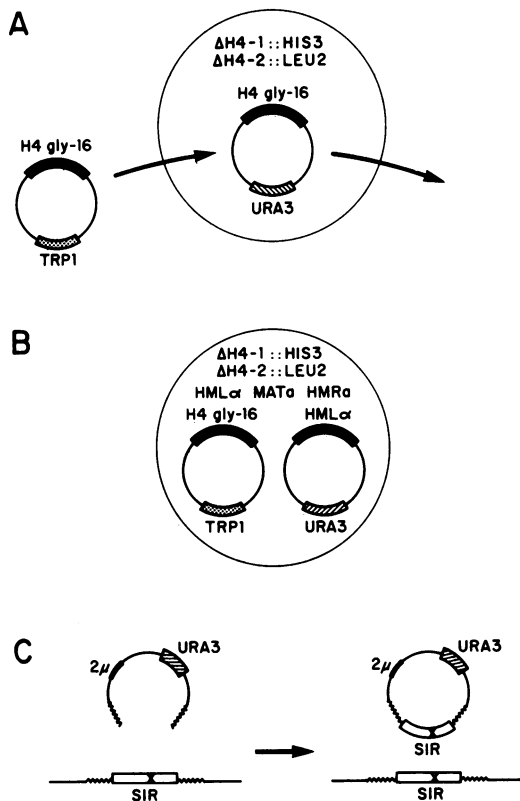 A
ΔH4-1::HIS3
ΔH4-2::LEU2
H4 gly-16
URA3
H4 gly-16
TRP1
B
ΔH4-1::HIS3
ΔH4-2::LEU2
HMLα MATa HMRa
H4 gly-16 HMLα
TRP1 URA3
C
2μ URA3
SIR
2μ URA3
SIR
SIR